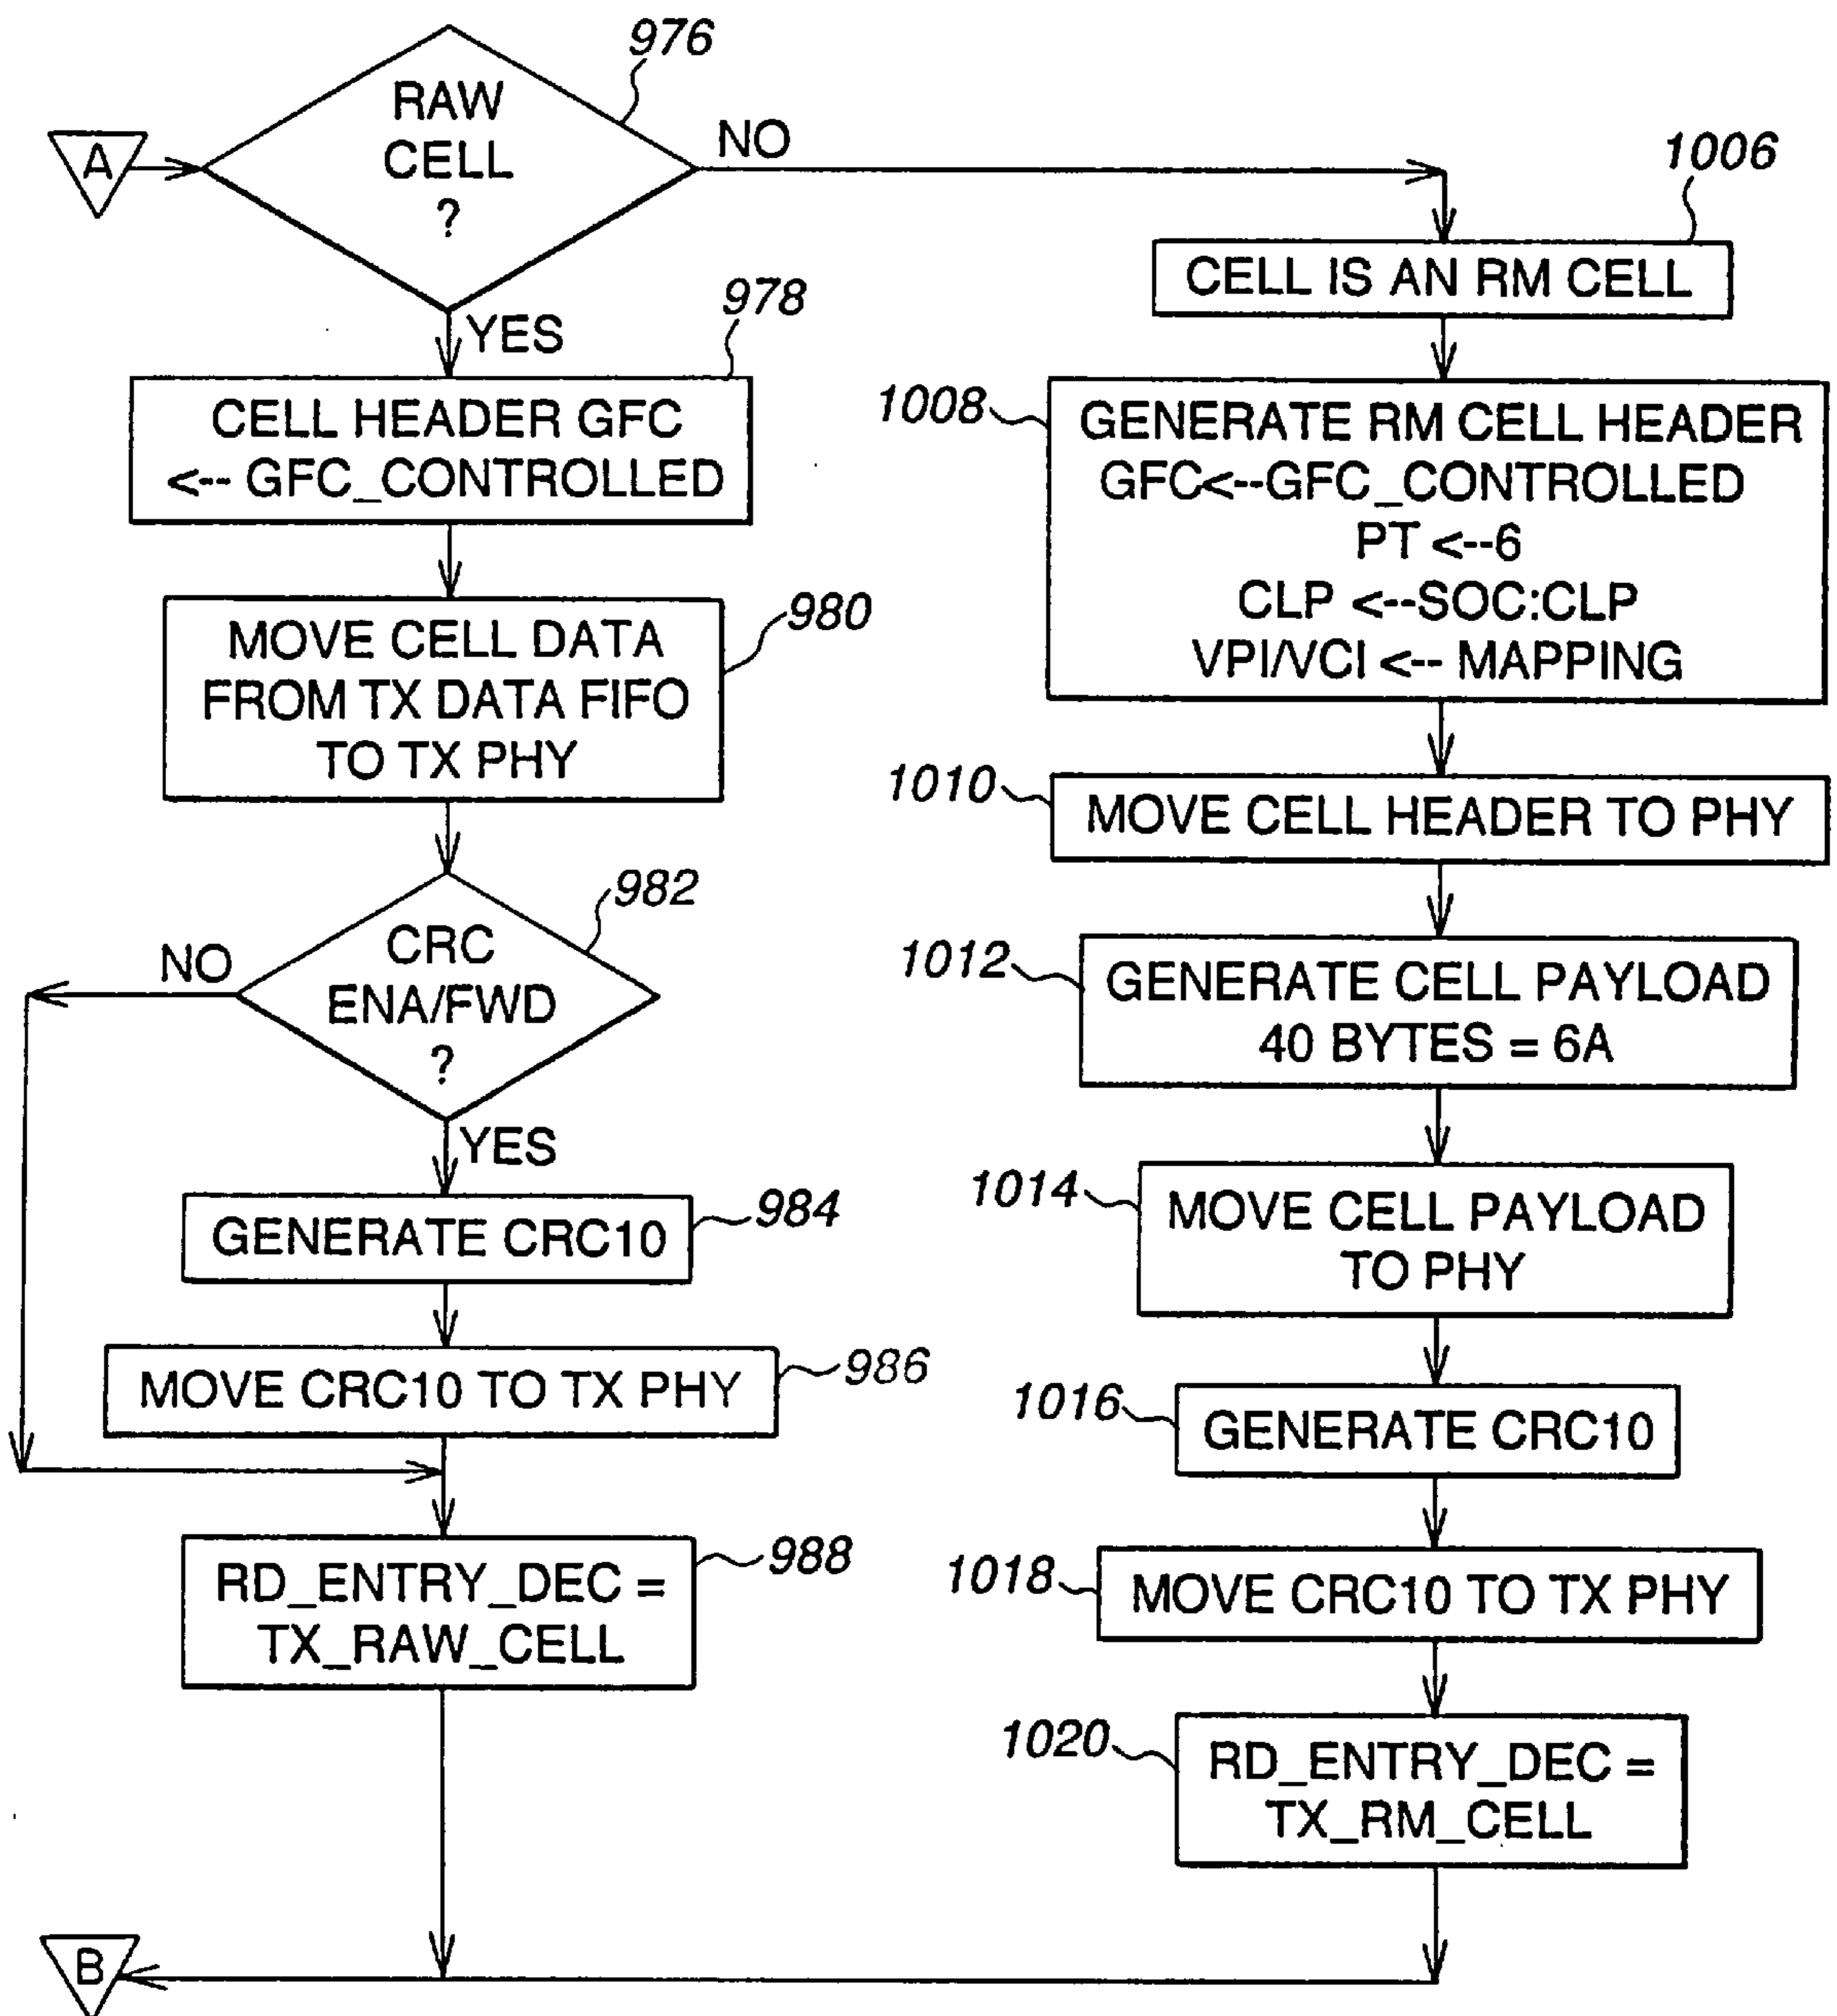 A
RAW
CELL
?
976
NO
YES
978
CELL HEADER GFC
<-- GFC_CONTROLLED
980
MOVE CELL DATA
FROM TX DATA FIFO
TO TX PHY
982
NO
CRC
ENA/FWD
?
YES
GENERATE CRC10
984
MOVE CRC10 TO TX PHY
986
RD_ENTRY_DEC =
TX_RAW_CELL
988
1006
CELL IS AN RM CELL
1008
GENERATE RM CELL HEADER
GFC<--GFC_CONTROLLED
PT <--6
CLP <--SOC:CLP
VPI/VCI <-- MAPPING
1010
MOVE CELL HEADER TO PHY
1012
GENERATE CELL PAYLOAD
40 BYTES = 6A
1014
MOVE CELL PAYLOAD
TO PHY
1016
GENERATE CRC10
1018
MOVE CRC10 TO TX PHY
1020
RD_ENTRY_DEC =
TX_RM_CELL
B